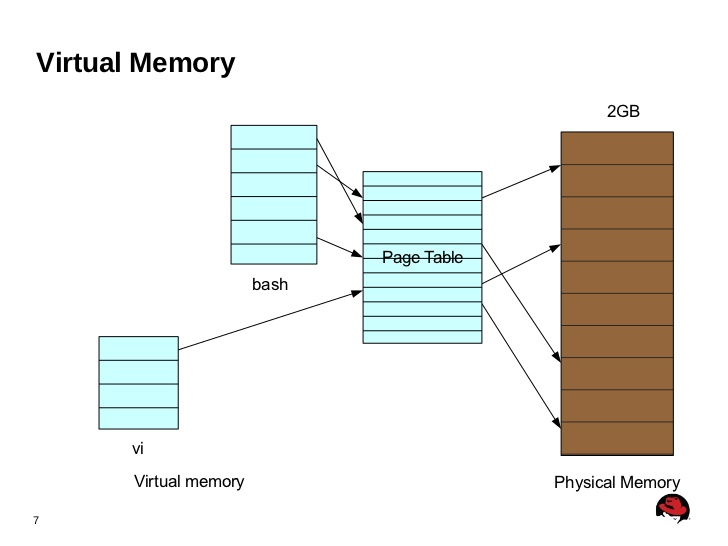 Virtual Memory
2GB
Page Table
bash
vi
Virtual memory
Physical Memory
7